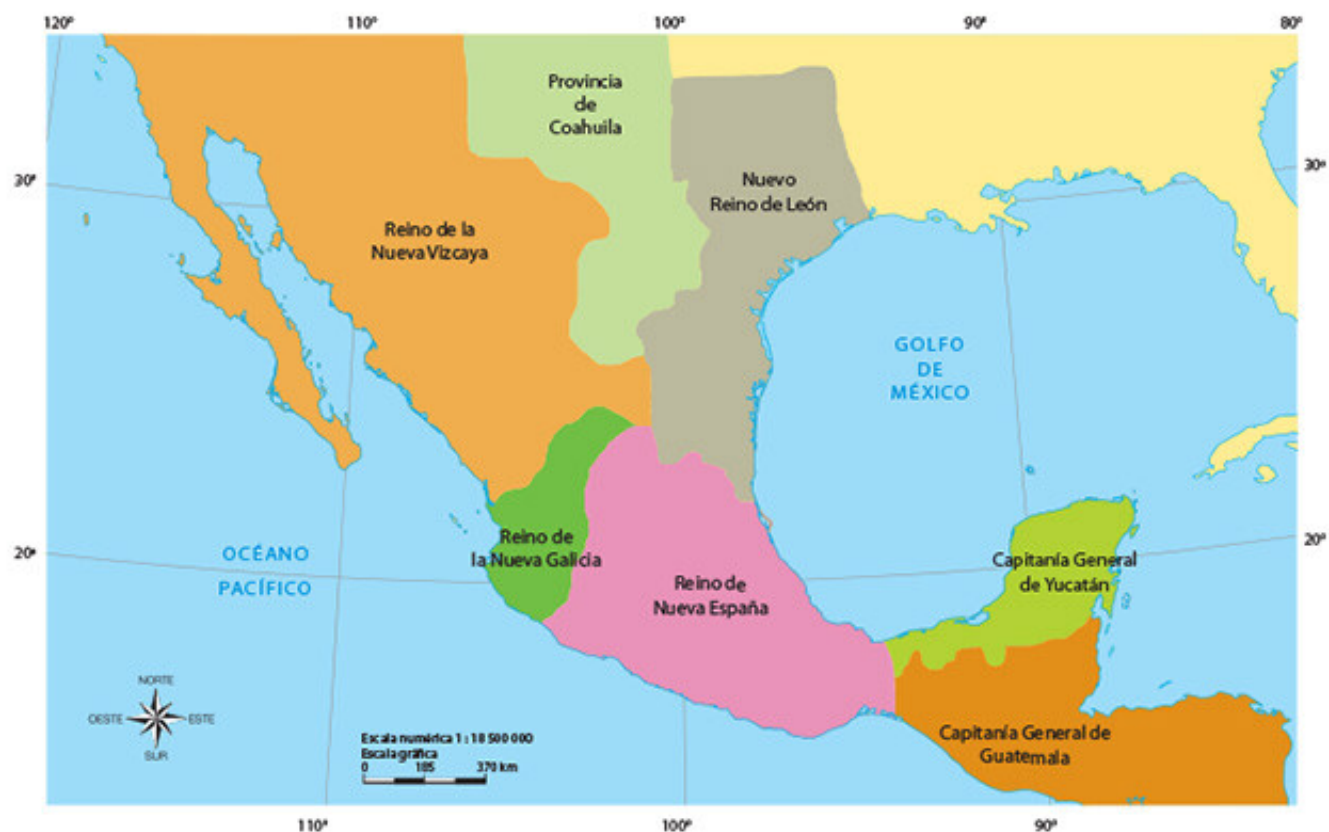 120°
110°
100°
90°
80°
Provincia
de
Coahuila
30°
30°
Nuevo
Reino de León
Reino de la
Nueva Vizcaya
GOLFO
DE
MÉXICO
20°
20°
OCÉANO
PACÍFICO
Reino de
la Nueva Galicia
Reino de
Nueva España
Capitanía General
de Yucatán
NORTE
OESTE
ESTE
SUR
Escala numérica 1 : 18 500 000
Escala gráfica
0 185 370 km
Capitanía General de
Guatemala
110°
100°
90°